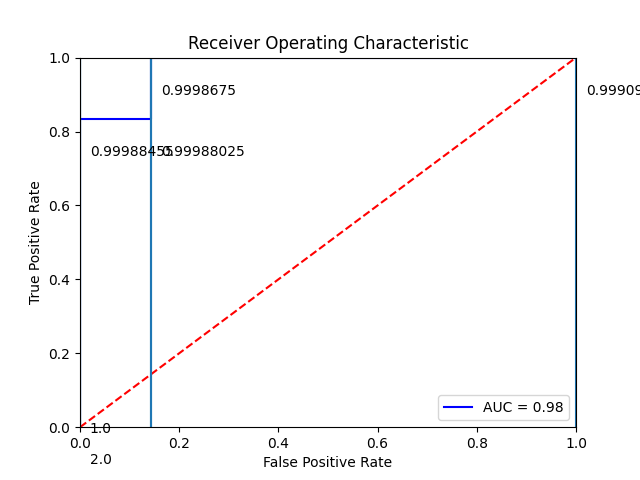 Receiver Operating Characteristic
1.0
0.9998675
0.99909
0.8
0.99988455
0.99988025
0.6
True Positive Rate
0.4
0.2
AUC = 0.98
0.0
1.0
0.0 0.2 0.4 0.6 0.8 1.0
2.0
False Positive Rate